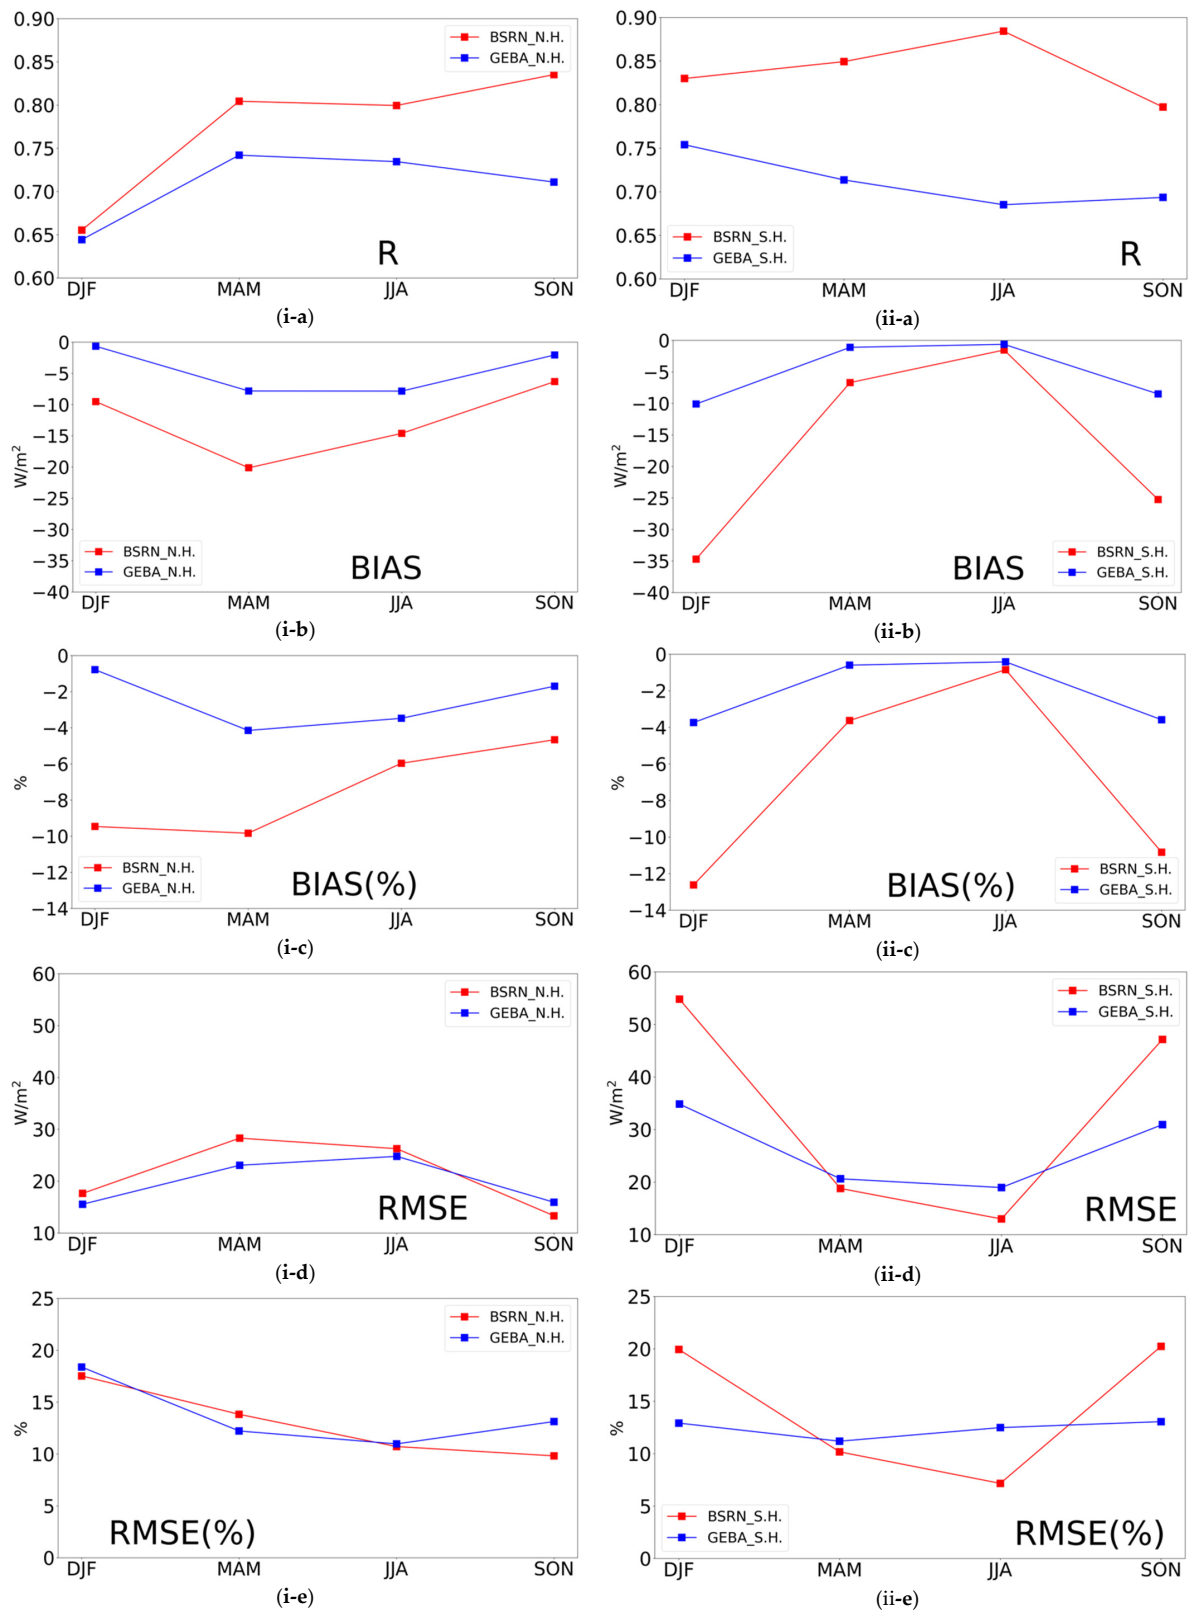 0.90
0.85
0.80
0.75
0.70
0.65
0.60
BSRN_N.H.
GEBA_N.H.
R
DJF MAM JJA SON
(i-a)
0.90
0.85
0.80
0.75
0.70
0.65
0.60
BSRN_S.H.
GEBA_S.H.
R
DJF MAM JJA SON
(ii-a)
0
−5
−10
−15
−20
−25
−30
−35
−40
W/m²
BSRN_N.H.
GEBA_N.H.
BIAS
DJF MAM JJA SON
(i-b)
0
−5
−10
−15
−20
−25
−30
−35
−40
W/m²
BIAS
BSRN_S.H.
GEBA_S.H.
DJF MAM JJA SON
(ii-b)
0
−2
−4
−6
−8
−10
−12
−14
%
BSRN_N.H.
GEBA_N.H.
BIAS(%)
DJF MAM JJA SON
(i-c)
0
−2
−4
−6
−8
−10
−12
−14
%
BIAS(%)
BSRN_S.H.
GEBA_S.H.
DJF MAM JJA SON
(ii-c)
60
50
40
30
20
10
W/m²
BSRN_N.H.
GEBA_N.H.
RMSE
DJF MAM JJA SON
(i-d)
60
50
40
30
20
10
W/m²
BSRN_S.H.
GEBA_S.H.
RMSE
DJF MAM JJA SON
(ii-d)
25
20
15
10
5
0
%
BSRN_N.H.
GEBA_N.H.
RMSE(%)
DJF MAM JJA SON
(i-e)
25
20
15
10
5
0
%
BSRN_S.H.
GEBA_S.H.
RMSE(%)
DJF MAM JJA SON
(ii-e)